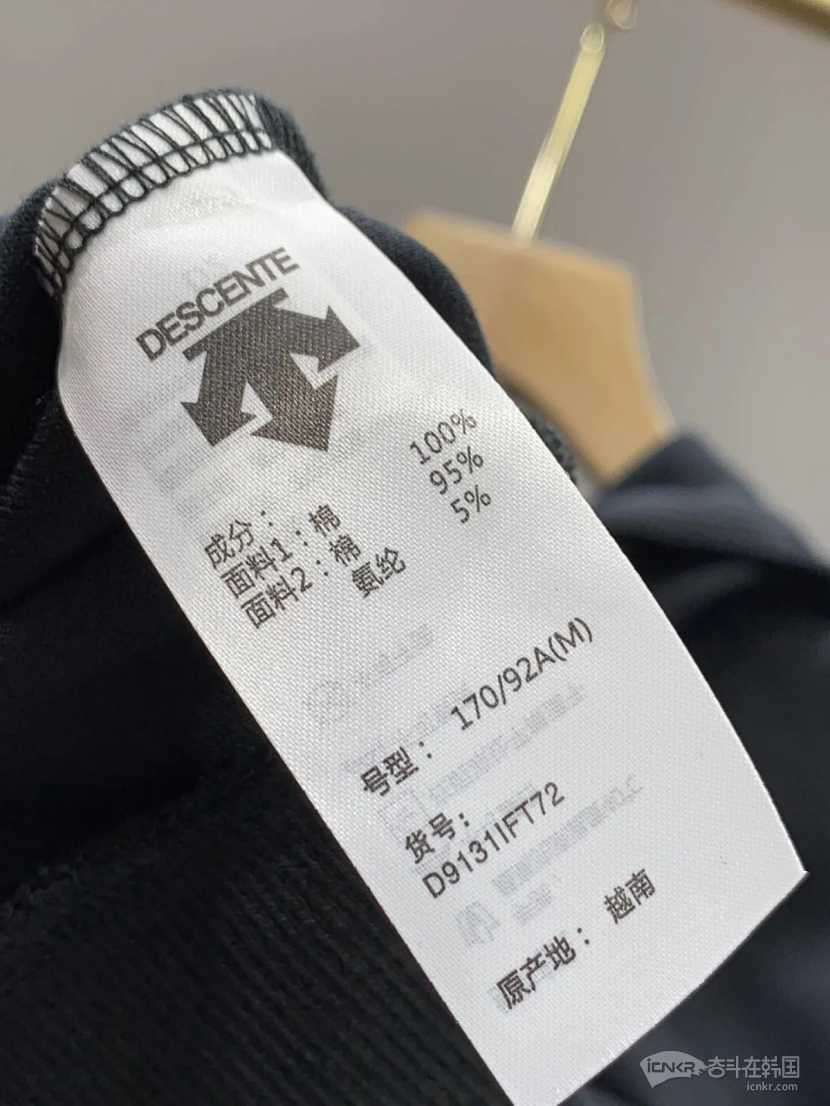 DESCENTE
成分：
面料1：棉 100%
面料2：棉 95%
氨纶 5%
号型： 170/92A(M)
货号：
D9131IFT72
原产地： 越南
iCNKR 奋斗在韩国
icnkr.com